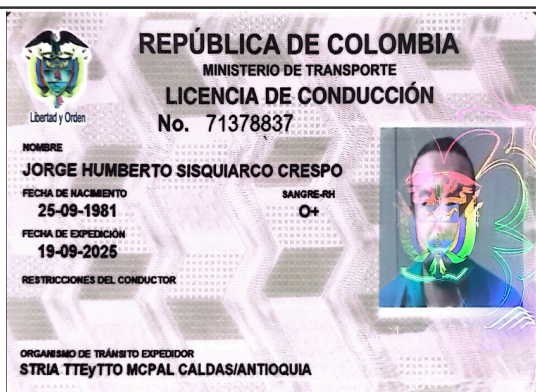 REPÚBLICA DE COLOMBIA
MINISTERIO DE TRANSPORTE
LICENCIA DE CONDUCCIÓN
Libertad y Orden
No. 71378837
NOMBRE
JORGE HUMBERTO SISQUIARCO CRESPO
FECHA DE NACIMIENTO SANGRE-RH
25-09-1981 O+
FECHA DE EXPEDICIÓN
19-09-2025
RESTRICCIONES DEL CONDUCTOR
ORGANISMO DE TRÁNSITO EXPEDIDOR
STRIA TTEyTTO MCPAL CALDAS/ANTIOQUIA